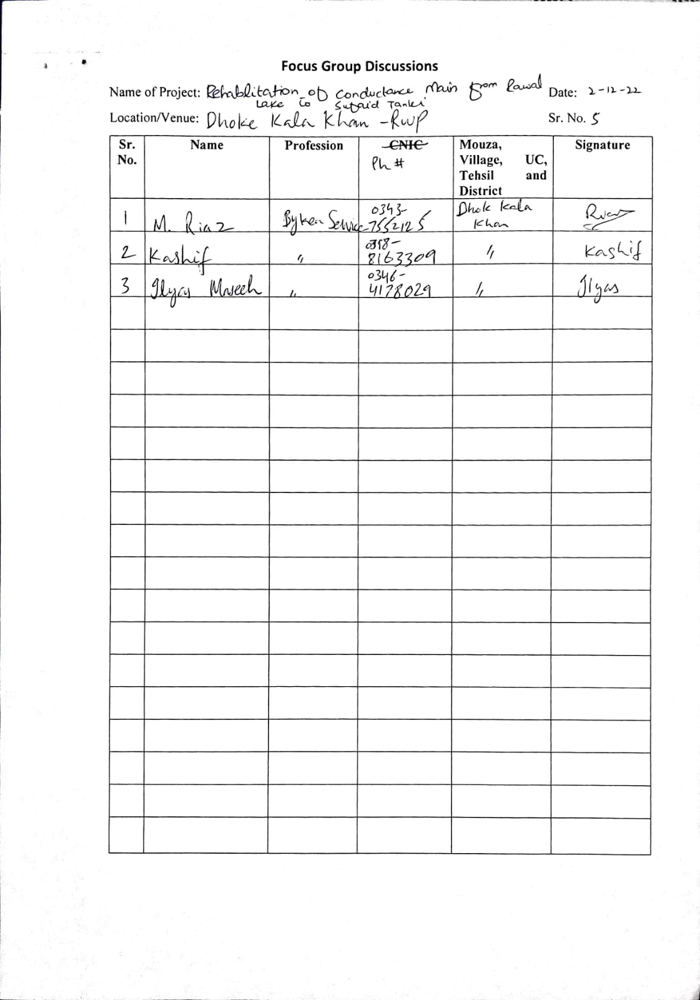 Focus Group Discussions
Name of Project: Rehablitation of Conductance Main from Rawal Date: 2-12-22
Lake to Sufaid Tanki
Location/Venue: Dhoke Kala Khan - RWP Sr. No. 5
Sr. No. Name Profession CNIC Ph # Mouza, Village, UC, Tehsil and District Signature
1 M. Riaz Byken Service 0343-7552125 Dhok Kala Khan Riaz
2 Kashif 〃 8163309 〃 Kashif
3 Ilyas Maseeh 〃 0346-4178029 〃 Ilyas